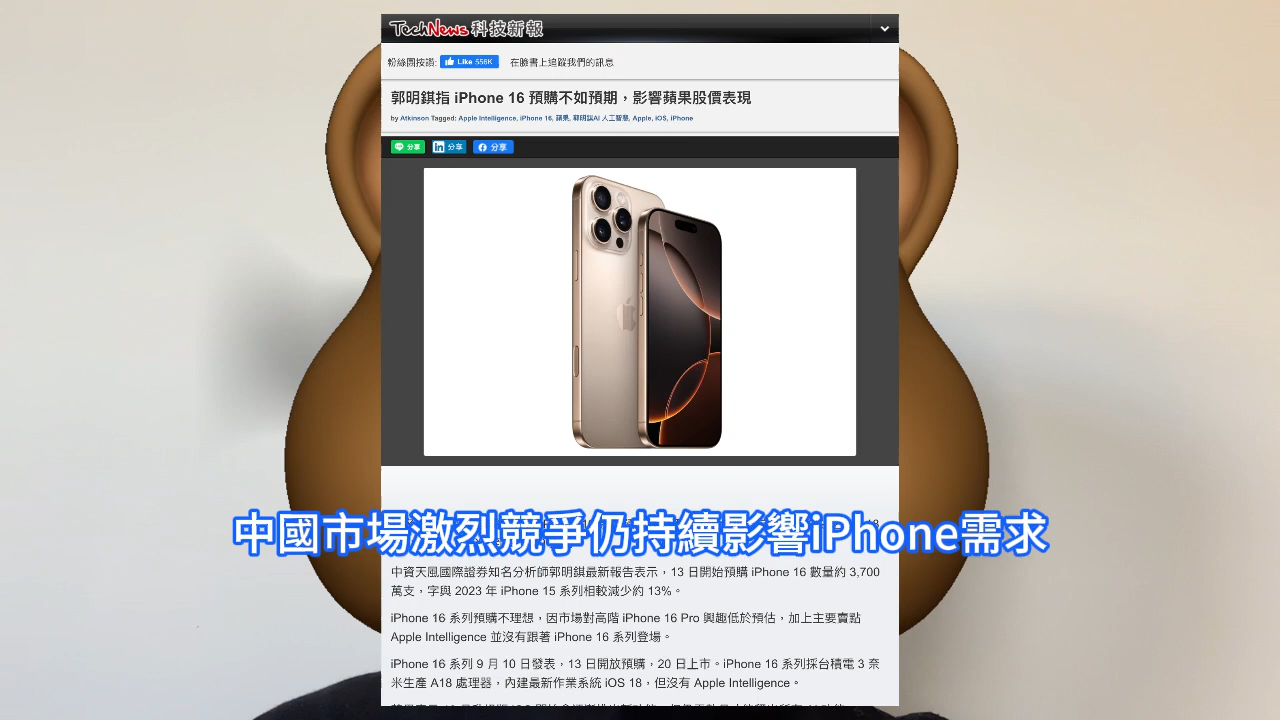 TechNews 科技新報
粉絲團按讚: Like 556K 在臉書上追蹤我們的訊息
郭明錤指 iPhone 16 預購不如預期，影響蘋果股價表現
by Atkinson Tagged: Apple Intelligence, iPhone 16, 蘋果, 郭明錤AI 人工智慧, Apple, iOS, iPhone
分享 分享 分享
中國市場激烈競爭仍持續影響iPhone需求
中資天風國際證券知名分析師郭明錤最新報告表示，13 日開始預購 iPhone 16 數量約 3,700
萬支，字與 2023 年 iPhone 15 系列相較減少約 13%。
iPhone 16 系列預購不理想，因市場對高階 iPhone 16 Pro 興趣低於預估，加上主要賣點
Apple Intelligence 並沒有跟著 iPhone 16 系列登場。
iPhone 16 系列 9 月 10 日發表，13 日開放預購，20 日上市。iPhone 16 系列採台積電 3 奈
米生產 A18 處理器，內建最新作業系統 iOS 18，但沒有 Apple Intelligence。